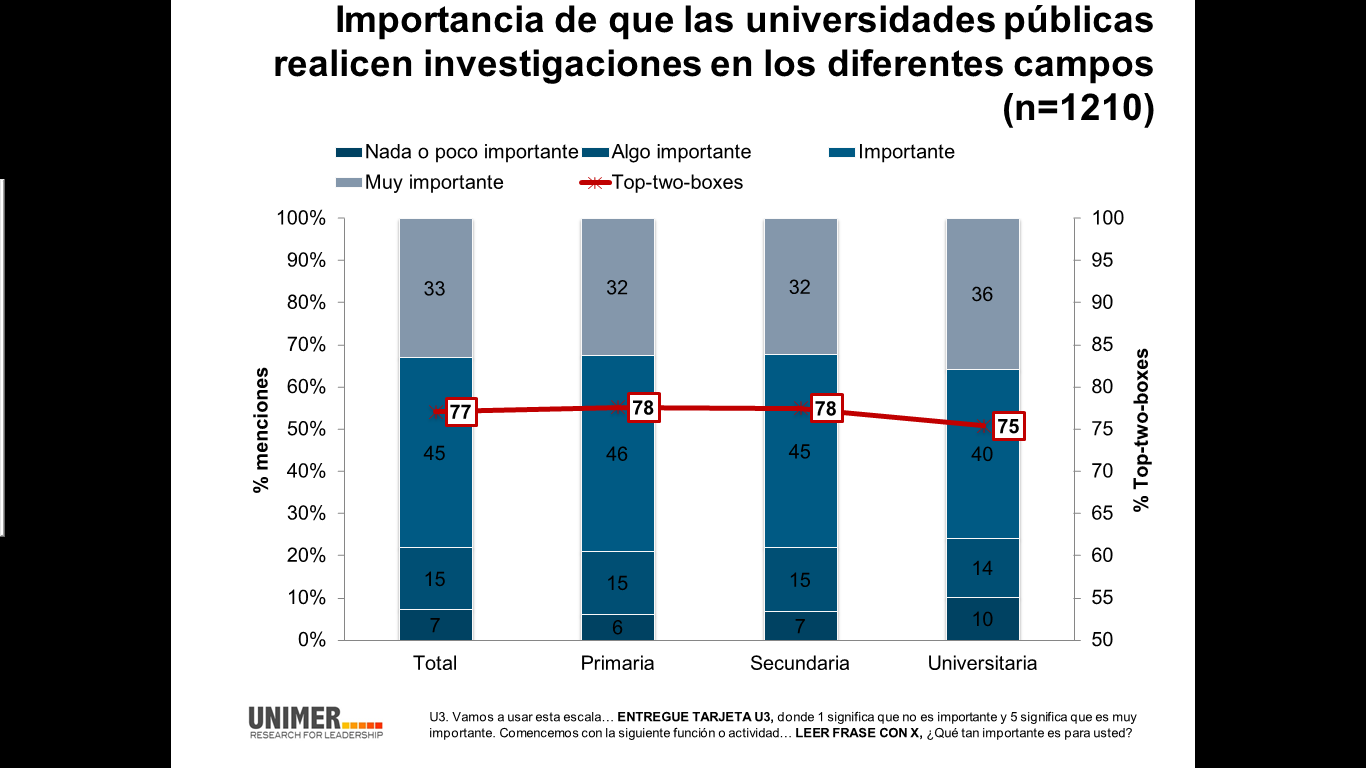 Importancia de que las universidades públicas
realicen investigaciones en los diferentes campos
(n=1210)
Nada o poco importante Algo importante Importante
Muy importante Top-two-boxes
100% 100
90% 95
80% 90
70% 85
60% 80
50% 75
40% 70
30% 65
20% 60
10% 55
0% 50
% menciones
% Top-two-boxes
33 32 32 36
77 78 78 75
45 46 45 40
15 15 15 14
7 6 7 10
Total Primaria Secundaria Universitaria
UNIMER
RESEARCH FOR LEADERSHIP
U3. Vamos a usar esta escala… ENTREGUE TARJETA U3, donde 1 significa que no es importante y 5 significa que es muy
importante. Comencemos con la siguiente función o actividad… LEER FRASE CON X, ¿Qué tan importante es para usted?